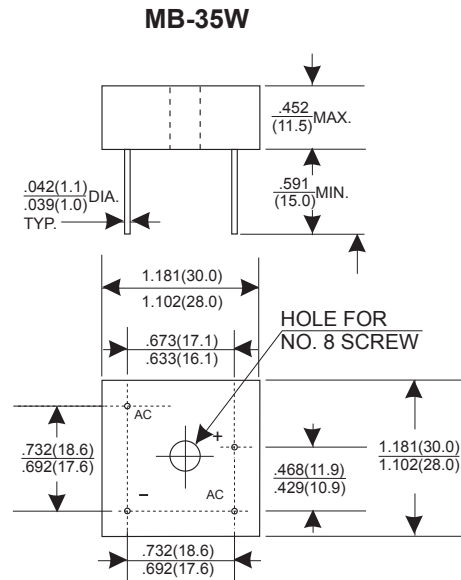 MB-35W
.452
(11.5) MAX.
.042(1.1)
.039(1.0) DIA.
TYP.
.591
(15.0) MIN.
1.181(30.0)
1.102(28.0)
.673(17.1)
.633(16.1)
HOLE FOR
NO. 8 SCREW
AC
+
.732(18.6)
.692(17.6)
.468(11.9)
.429(10.9)
1.181(30.0)
1.102(28.0)
–
AC
.732(18.6)
.692(17.6)